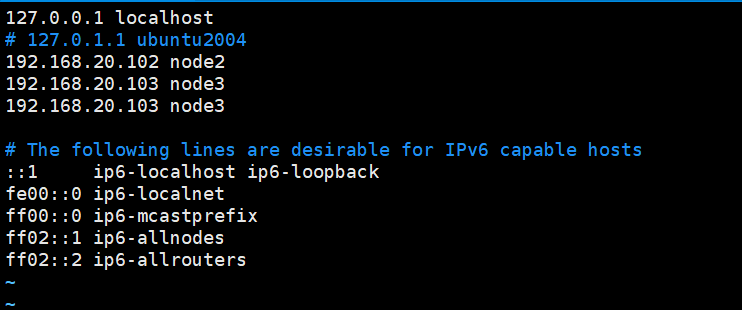 127.0.0.1 localhost
# 127.0.1.1 ubuntu2004
192.168.20.102 node2
192.168.20.103 node3
192.168.20.103 node3

# The following lines are desirable for IPv6 capable hosts
::1     ip6-localhost ip6-loopback
fe00::0 ip6-localnet
ff00::0 ip6-mcastprefix
ff02::1 ip6-allnodes
ff02::2 ip6-allrouters
~
~